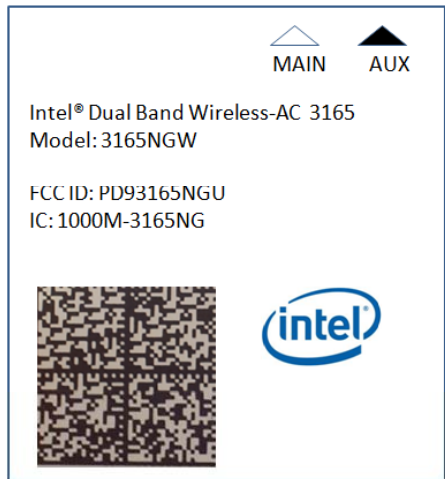 MAIN AUX
Intel® Dual Band Wireless-AC 3165
Model: 3165NGW
FCC ID: PD93165NGU
IC: 1000M-3165NG
intel®